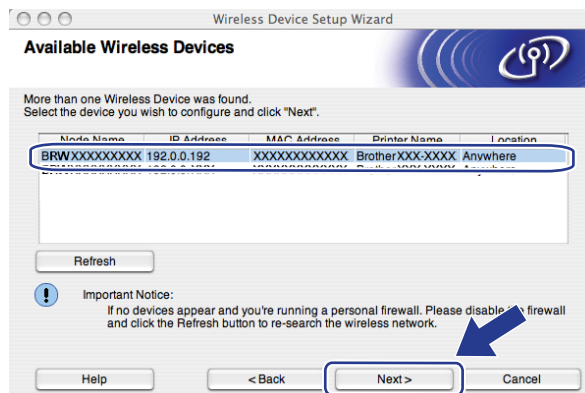 Wireless Device Setup Wizard
Available Wireless Devices
More than one Wireless Device was found.
Select the device you wish to configure and click "Next".
Node Name IP Address MAC Address Printer Name Location
BRWXXXXXXXXX 192.0.0.192 XXXXXXXXXXXX BrotherXXX-XXXX Anywhere
Refresh
Important Notice:
If no devices appear and you're running a personal firewall. Please disable the firewall
and click the Refresh button to re-search the wireless network.
Help < Back Next > Cancel